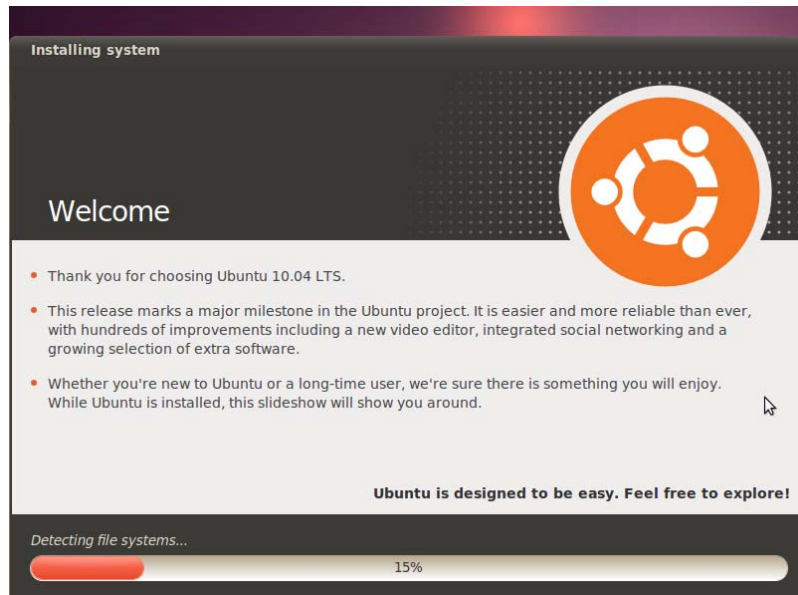 Installing system
Welcome
Thank you for choosing Ubuntu 10.04 LTS.
This release marks a major milestone in the Ubuntu project. It is easier and more reliable than ever,
with hundreds of improvements including a new video editor, integrated social networking and a
growing selection of extra software.
Whether you're new to Ubuntu or a long-time user, we're sure there is something you will enjoy.
While Ubuntu is installed, this slideshow will show you around.
Ubuntu is designed to be easy. Feel free to explore!
Detecting file systems...
15%